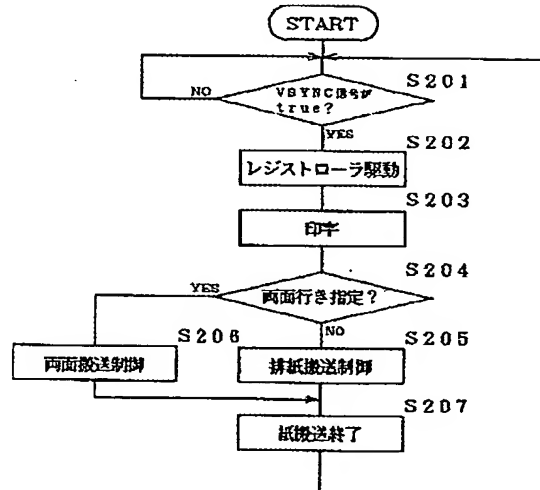 START
S201
VSYNC信号が
true?
NO
YES
S202
レジストローラ駆動
S203
印字
S204
両面行き指定?
YES
NO
S206
S205
両面搬送制御
排紙搬送制御
S207
紙搬送終了